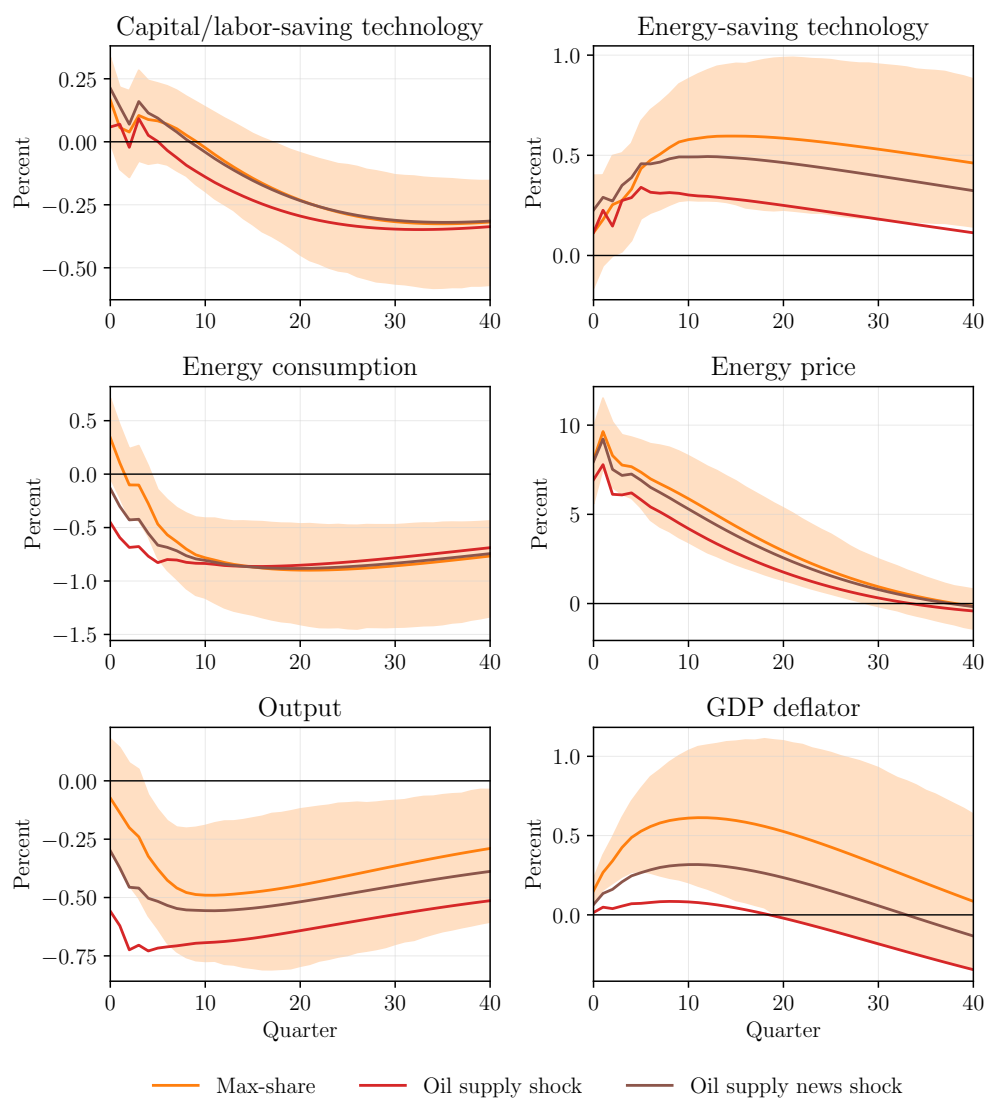 Capital/labor-saving technology
Energy-saving technology
Percent
0.25
0.00
−0.25
−0.50
0 10 20 30 40
Percent
1.0
0.5
0.0
0 10 20 30 40
Energy consumption
Energy price
Percent
0.5
0.0
−0.5
−1.0
−1.5
0 10 20 30 40
Percent
10
5
0
0 10 20 30 40
Output
GDP deflator
Percent
0.00
−0.25
−0.50
−0.75
0 10 20 30 40
Quarter
Percent
1.0
0.5
0.0
0 10 20 30 40
Quarter
Max-share Oil supply shock Oil supply news shock